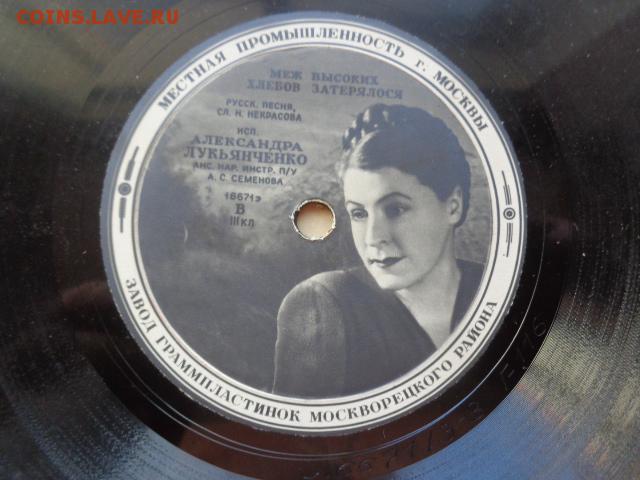 COINS.LAVE.RU
МЕСТНАЯ ПРОМЫШЛЕННОСТЬ г. МОСКВЫ
МЕЖ ВЫСОКИХ
ХЛЕБОВ ЗАТЕРЯЛОСЯ
РУССК. ПЕСНЯ,
СЛ. Н. НЕКРАСОВА
ИСП.
АЛЕКСАНДРА
ЛУКЬЯНЧЕНКО
АНС. НАР. ИНСТР. П/У
А. С. СЕМЕНОВА
16671э
В
III КЛ
ЗАВОД ГРАММПЛАСТИНОК МОСКВОРЕЦКОГО РАЙОНА